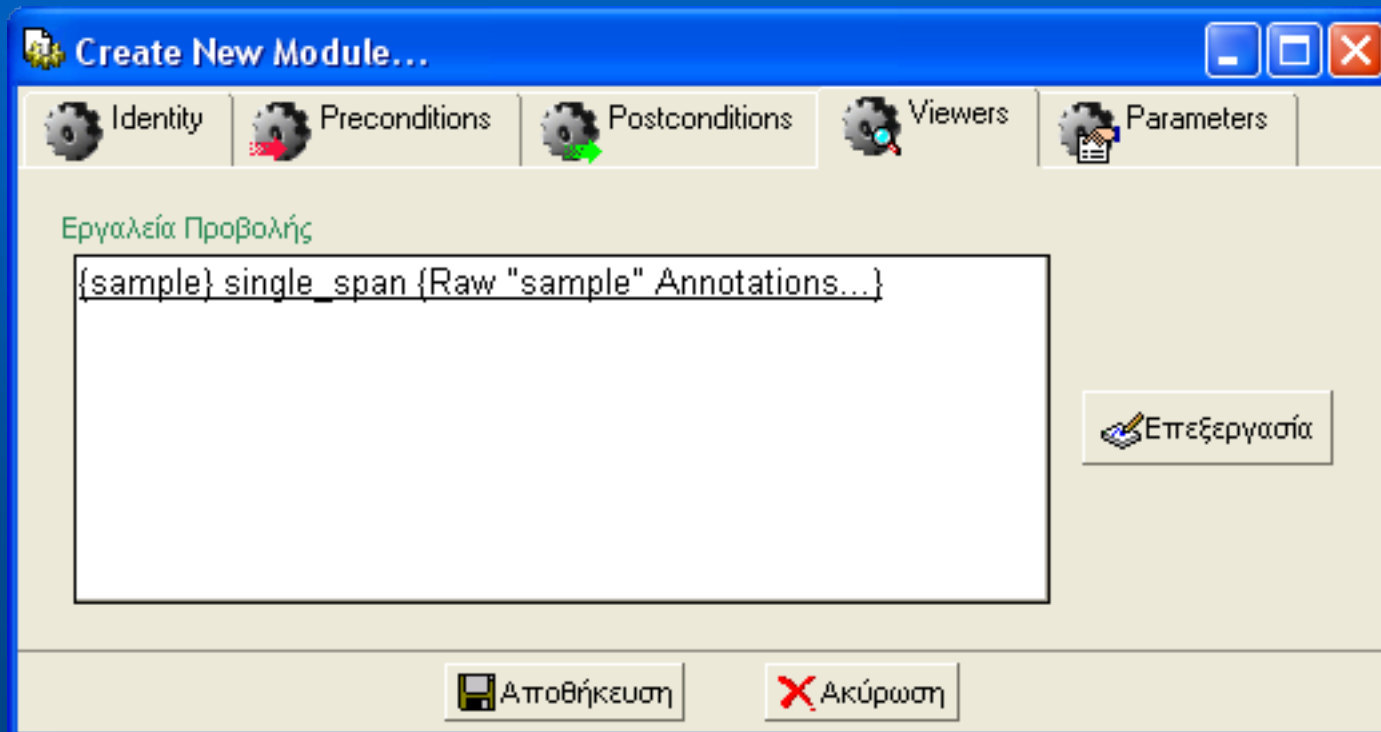 Create New Module...
Identity Preconditions Postconditions Viewers Parameters
Εργαλεία Προβολής
{sample} single_span {Raw "sample" Annotations...}
Επεξεργασία
Αποθήκευση Ακύρωση